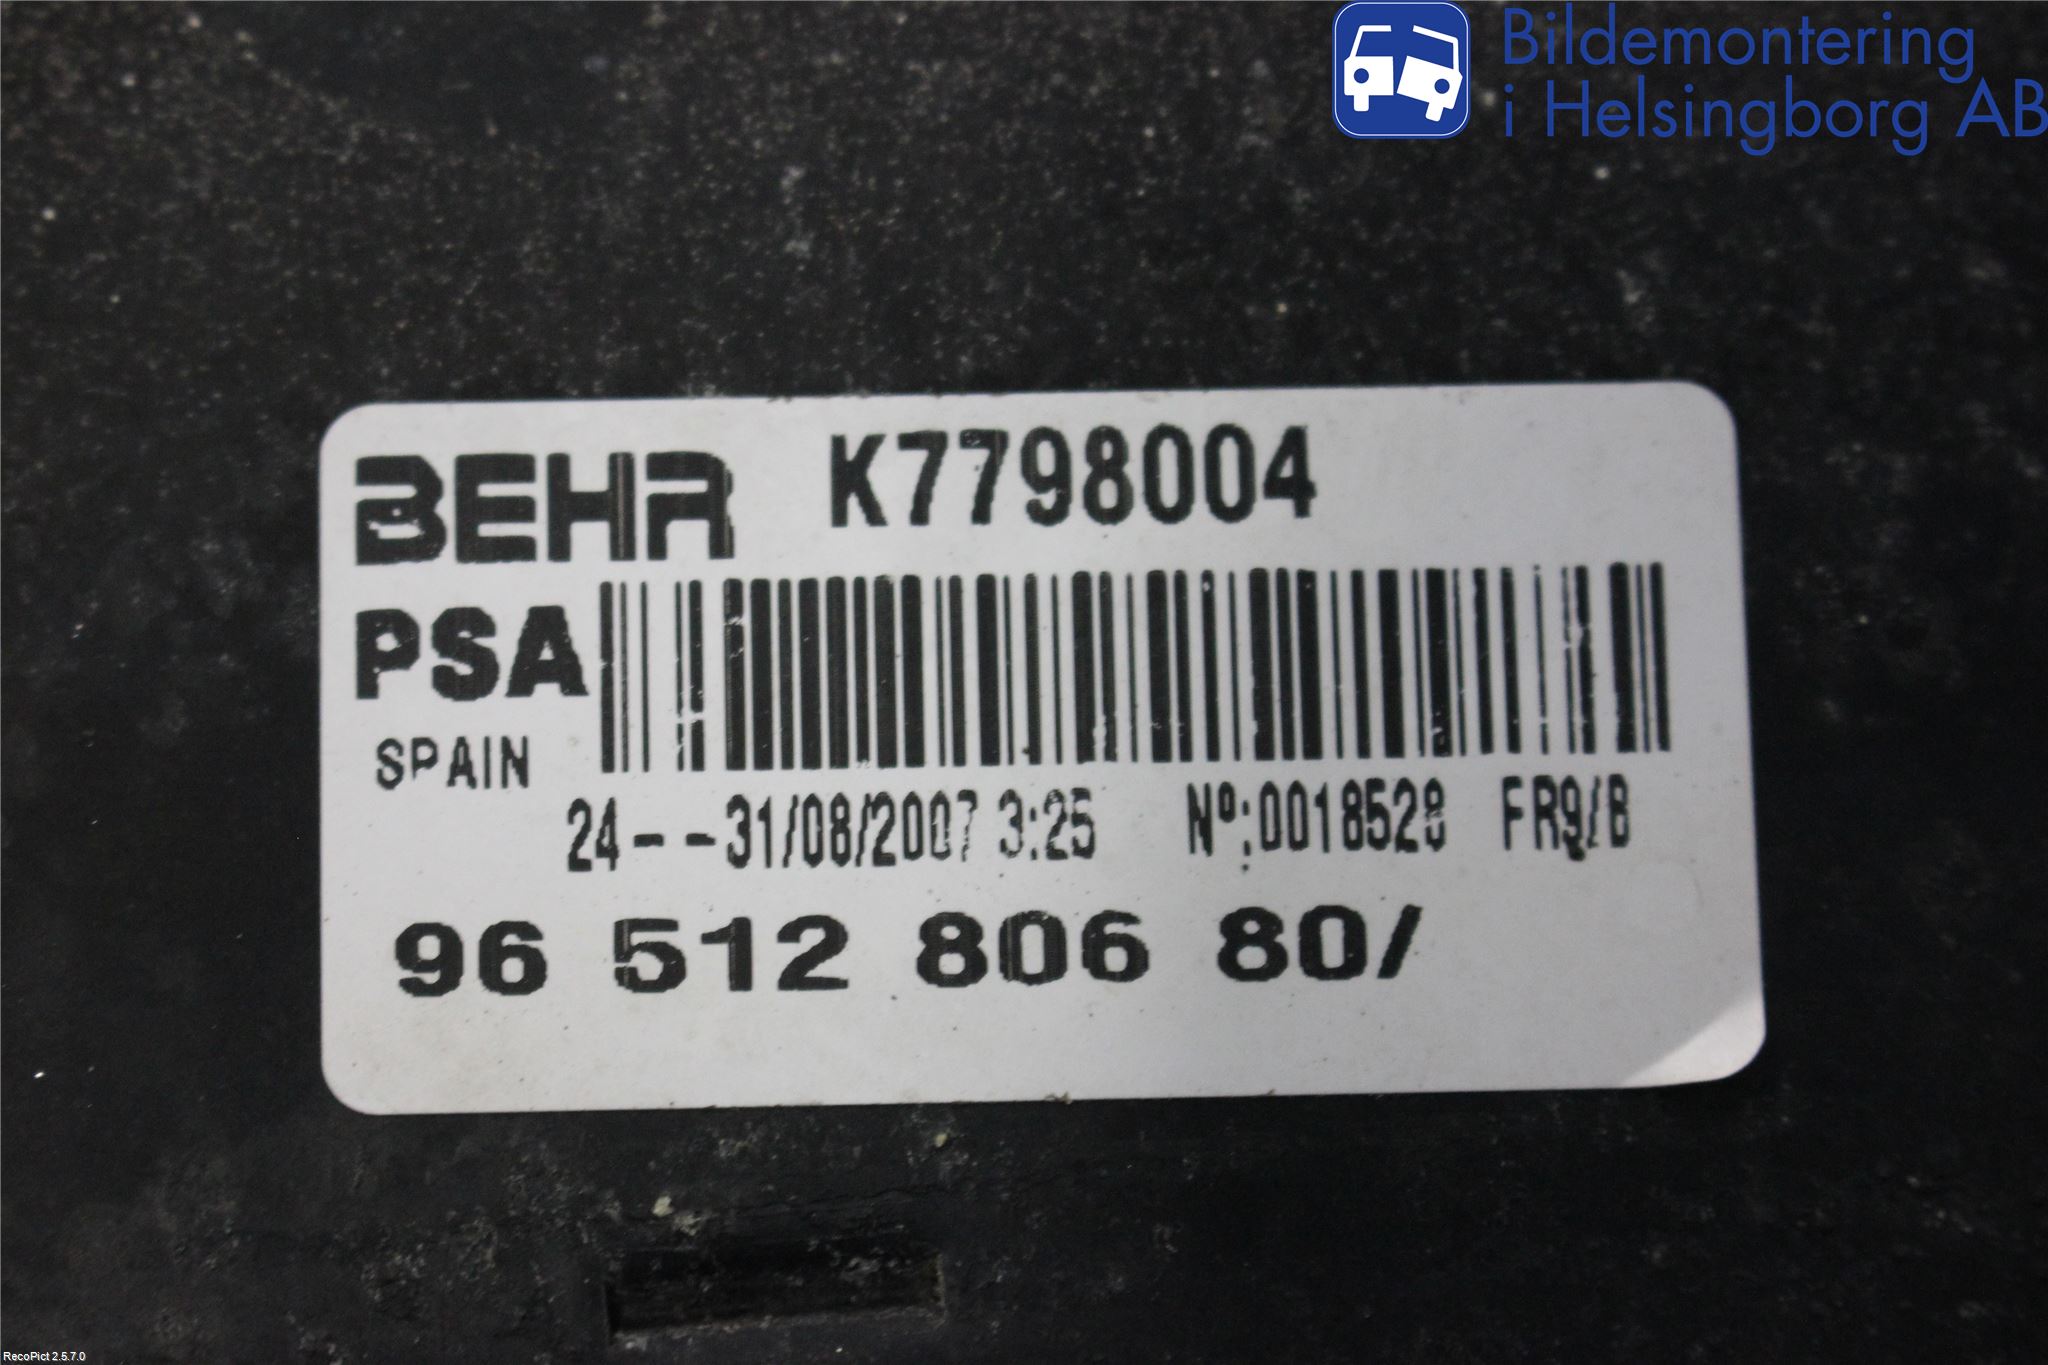 Bildemontering
i Helsingborg AB
BEHR K7798004
PSA
SPAIN
24--31/08/2007 3:25 Nº:0018528 FR9/B
96 512 806 80/
RecoPict 2.5.7.0